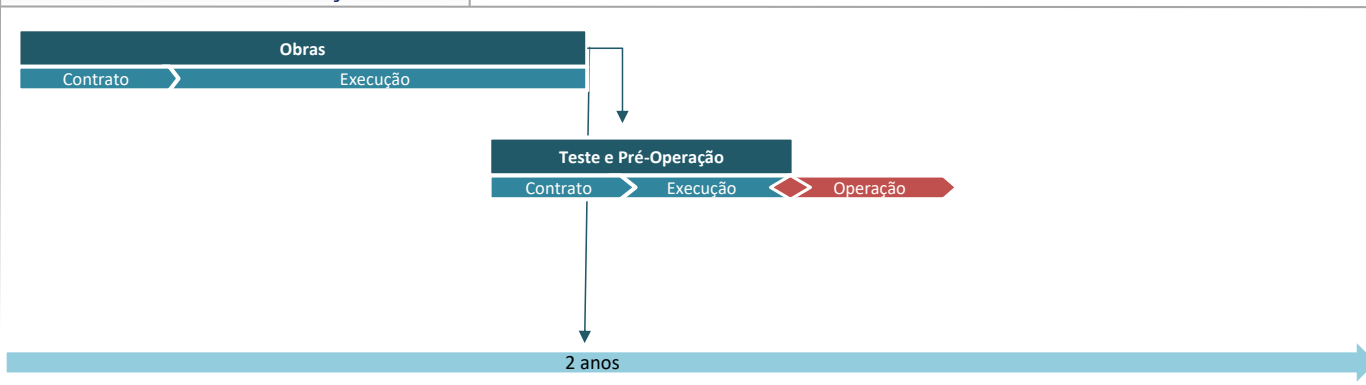 Obras
Contrato
Execução
Teste e Pré-Operação
Contrato
Execução
Operação
2 anos